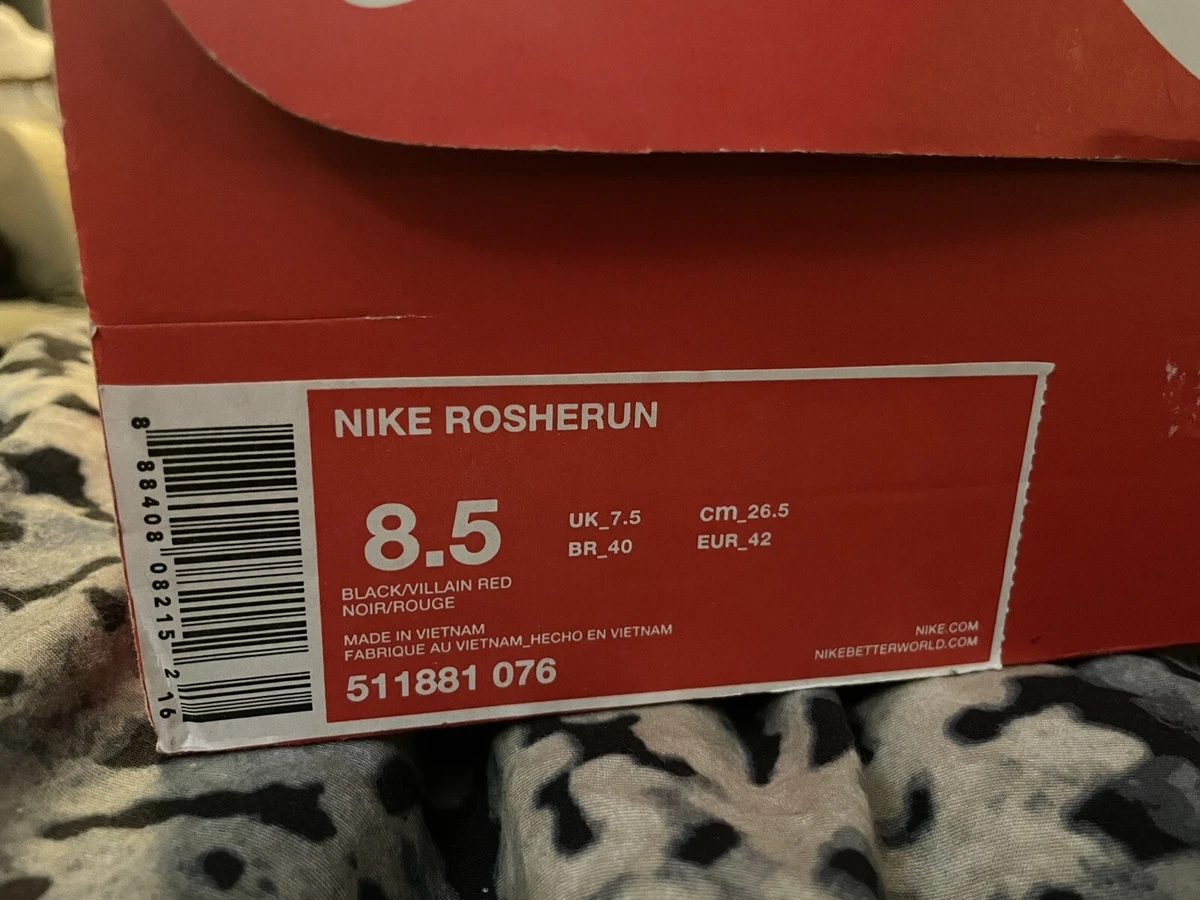 NIKE ROSHERUN
8.5
UK_7.5
cm_26.5
BR_40
EUR_42
BLACK/VILLAIN RED
NOIR/ROUGE
MADE IN VIETNAM
FABRIQUE AU VIETNAM_HECHO EN VIETNAM
511881 076
NIKE.COM
NIKEBETTERWORLD.COM
8 88408 08215 2 16